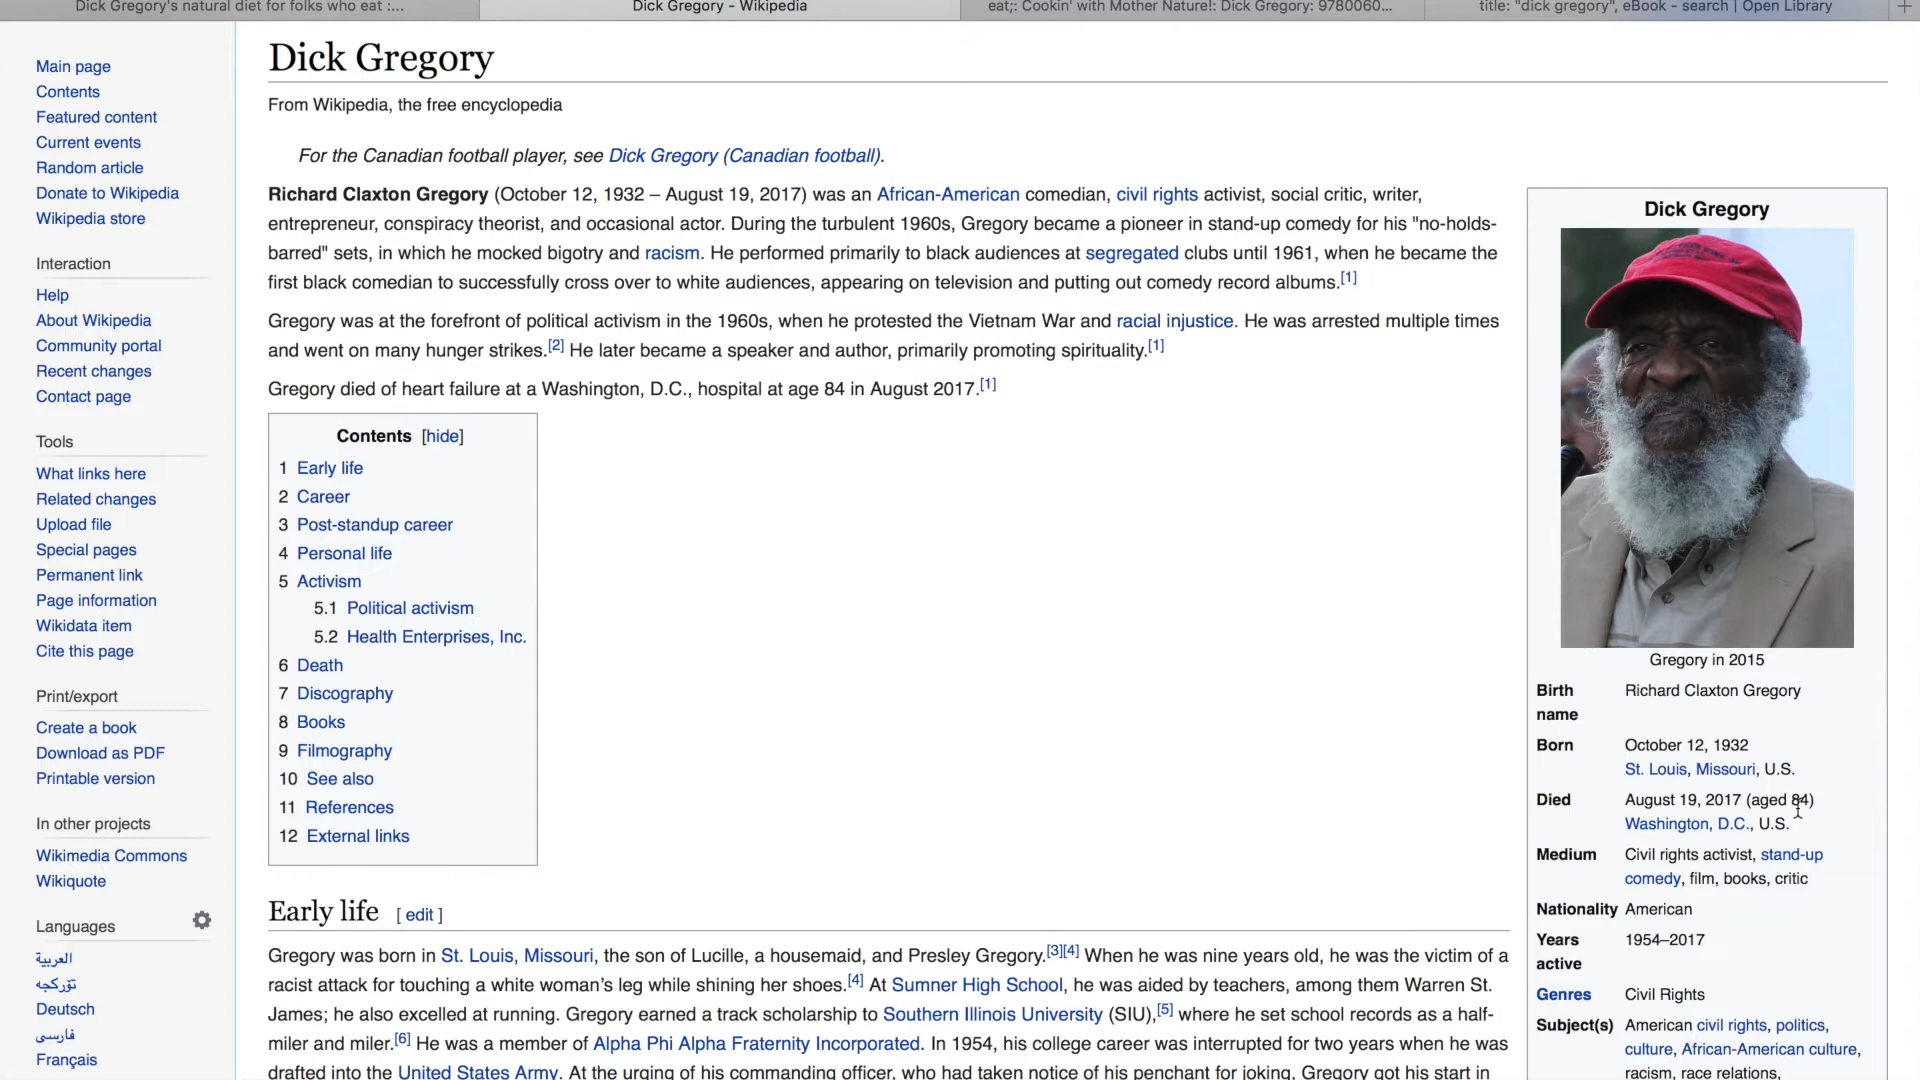 Dick Gregory's natural diet for folks who eat :...
Dick Gregory - Wikipedia
eat;: Cookin' with Mother Nature!: Dick Gregory: 9780060...
title: "dick gregory", eBook - search | Open Library
Main page
Contents
Featured content
Current events
Random article
Donate to Wikipedia
Wikipedia store
Interaction
Help
About Wikipedia
Community portal
Recent changes
Contact page
Tools
What links here
Related changes
Upload file
Special pages
Permanent link
Page information
Wikidata item
Cite this page
Print/export
Create a book
Download as PDF
Printable version
In other projects
Wikimedia Commons
Wikiquote
Languages
العربية
تۆرکجه
Deutsch
فارسی
Français
Dick Gregory
From Wikipedia, the free encyclopedia
For the Canadian football player, see Dick Gregory (Canadian football).
Richard Claxton Gregory (October 12, 1932 – August 19, 2017) was an African-American comedian, civil rights activist, social critic, writer,
entrepreneur, conspiracy theorist, and occasional actor. During the turbulent 1960s, Gregory became a pioneer in stand-up comedy for his "no-holds-
barred" sets, in which he mocked bigotry and racism. He performed primarily to black audiences at segregated clubs until 1961, when he became the
first black comedian to successfully cross over to white audiences, appearing on television and putting out comedy record albums.[1]
Gregory was at the forefront of political activism in the 1960s, when he protested the Vietnam War and racial injustice. He was arrested multiple times
and went on many hunger strikes.[2] He later became a speaker and author, primarily promoting spirituality.[1]
Gregory died of heart failure at a Washington, D.C., hospital at age 84 in August 2017.[1]
Contents [hide]
1 Early life
2 Career
3 Post-standup career
4 Personal life
5 Activism
5.1 Political activism
5.2 Health Enterprises, Inc.
6 Death
7 Discography
8 Books
9 Filmography
10 See also
11 References
12 External links
Early life [ edit ]
Gregory was born in St. Louis, Missouri, the son of Lucille, a housemaid, and Presley Gregory.[3][4] When he was nine years old, he was the victim of a
racist attack for touching a white woman's leg while shining her shoes.[4] At Sumner High School, he was aided by teachers, among them Warren St.
James; he also excelled at running. Gregory earned a track scholarship to Southern Illinois University (SIU),[5] where he set school records as a half-
miler and miler.[6] He was a member of Alpha Phi Alpha Fraternity Incorporated. In 1954, his college career was interrupted for two years when he was
drafted into the United States Army. At the urging of his commanding officer, who had taken notice of his penchant for joking, Gregory got his start in
Dick Gregory
Gregory in 2015
Birth name Richard Claxton Gregory
Born October 12, 1932
St. Louis, Missouri, U.S.
Died August 19, 2017 (aged 84)
Washington, D.C., U.S.
Medium Civil rights activist, stand-up
comedy, film, books, critic
Nationality American
Years active 1954–2017
Genres Civil Rights
Subject(s) American civil rights, politics,
culture, African-American culture,
racism, race relations,